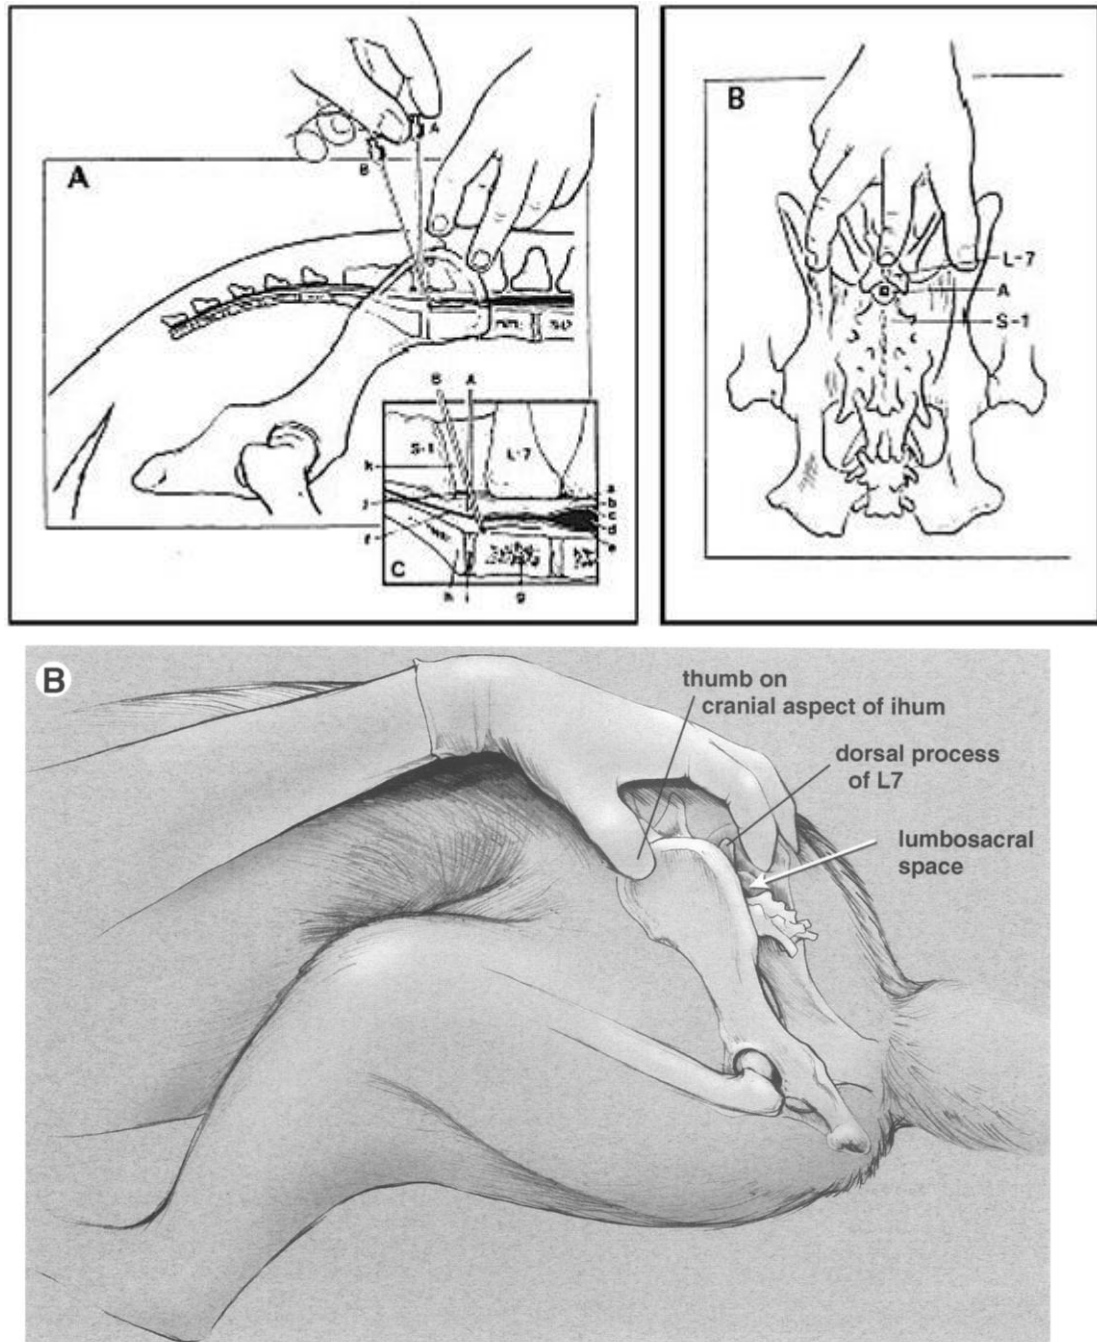 A
A
B
B A
S-1
L-7
k
a
b
c
d
e
j
f
C
h i g
B
L-7
A
S-1
B
thumb on
cranial aspect of ihum
dorsal process
of L7
lumbosacral
space